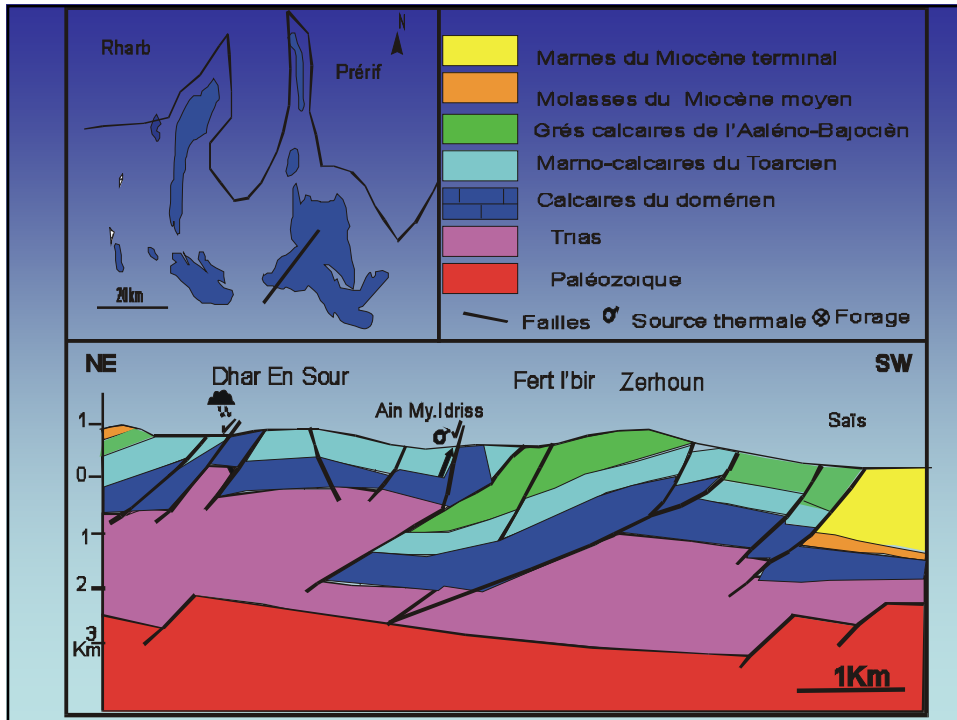 Rharb
Prérif
N
20km
Marnes du Miocène terminal
Molasses du Miocène moyen
Grés calcaires de l'Aaléno-Bajocièn
Marno-calcaires du Toarcien
Calcaires du domérien
Trias
Paléozoique
Failles
Source thermale
Forage
NE
SW
Dhar En Sour
Fert l'bir
Zerhoun
Ain My.Idriss
Saïs
1
0
1
2
3
Km
1Km